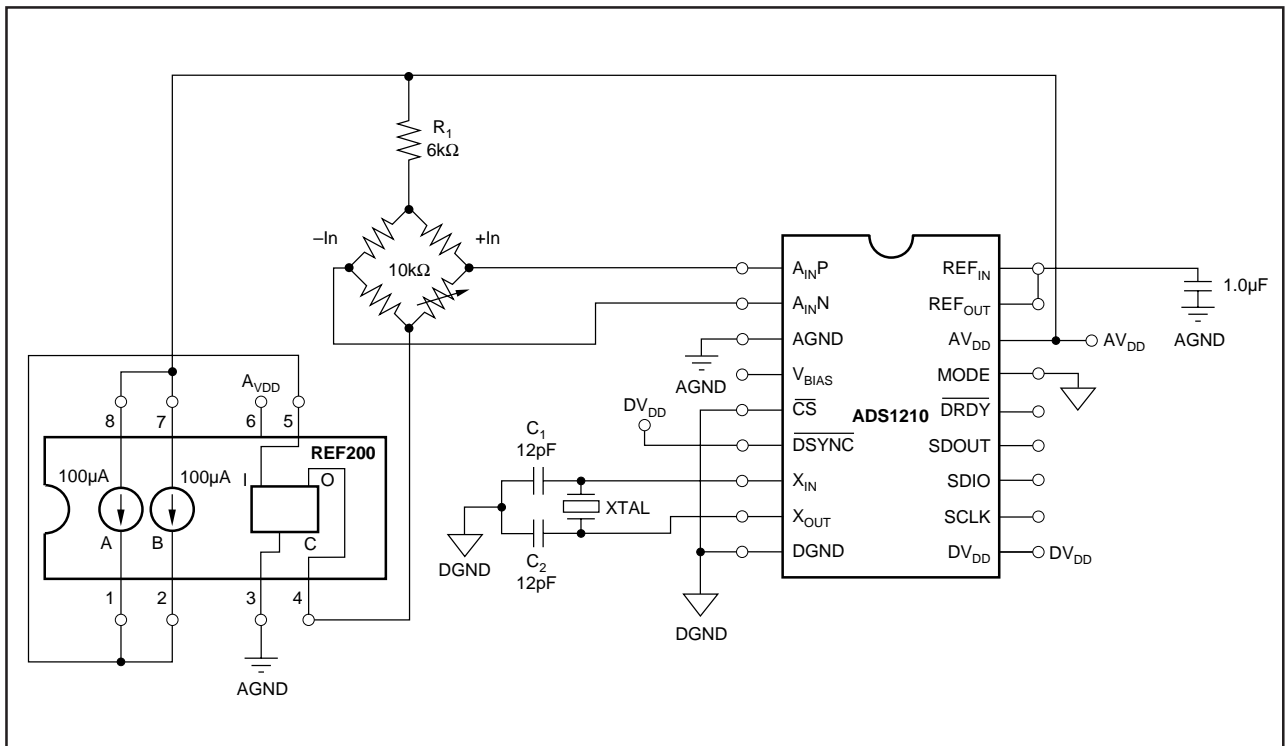 R1
6kΩ
–In
+In
10kΩ
AINP
AINN
AGND
VBIAS
CS
DSYNC
XIN
XOUT
DGND
REFIN
REFOUT
AVDD
MODE
DRDY
SDOUT
SDIO
SCLK
DVDD
ADS1210
1.0µF
AGND
AVDD
DVDD
AGND
DVDD
C1
12pF
XTAL
C2
12pF
DGND
DGND
AVDD
8
7
6
5
REF200
100µA
100µA
I
O
A
B
C
1
2
3
4
AGND